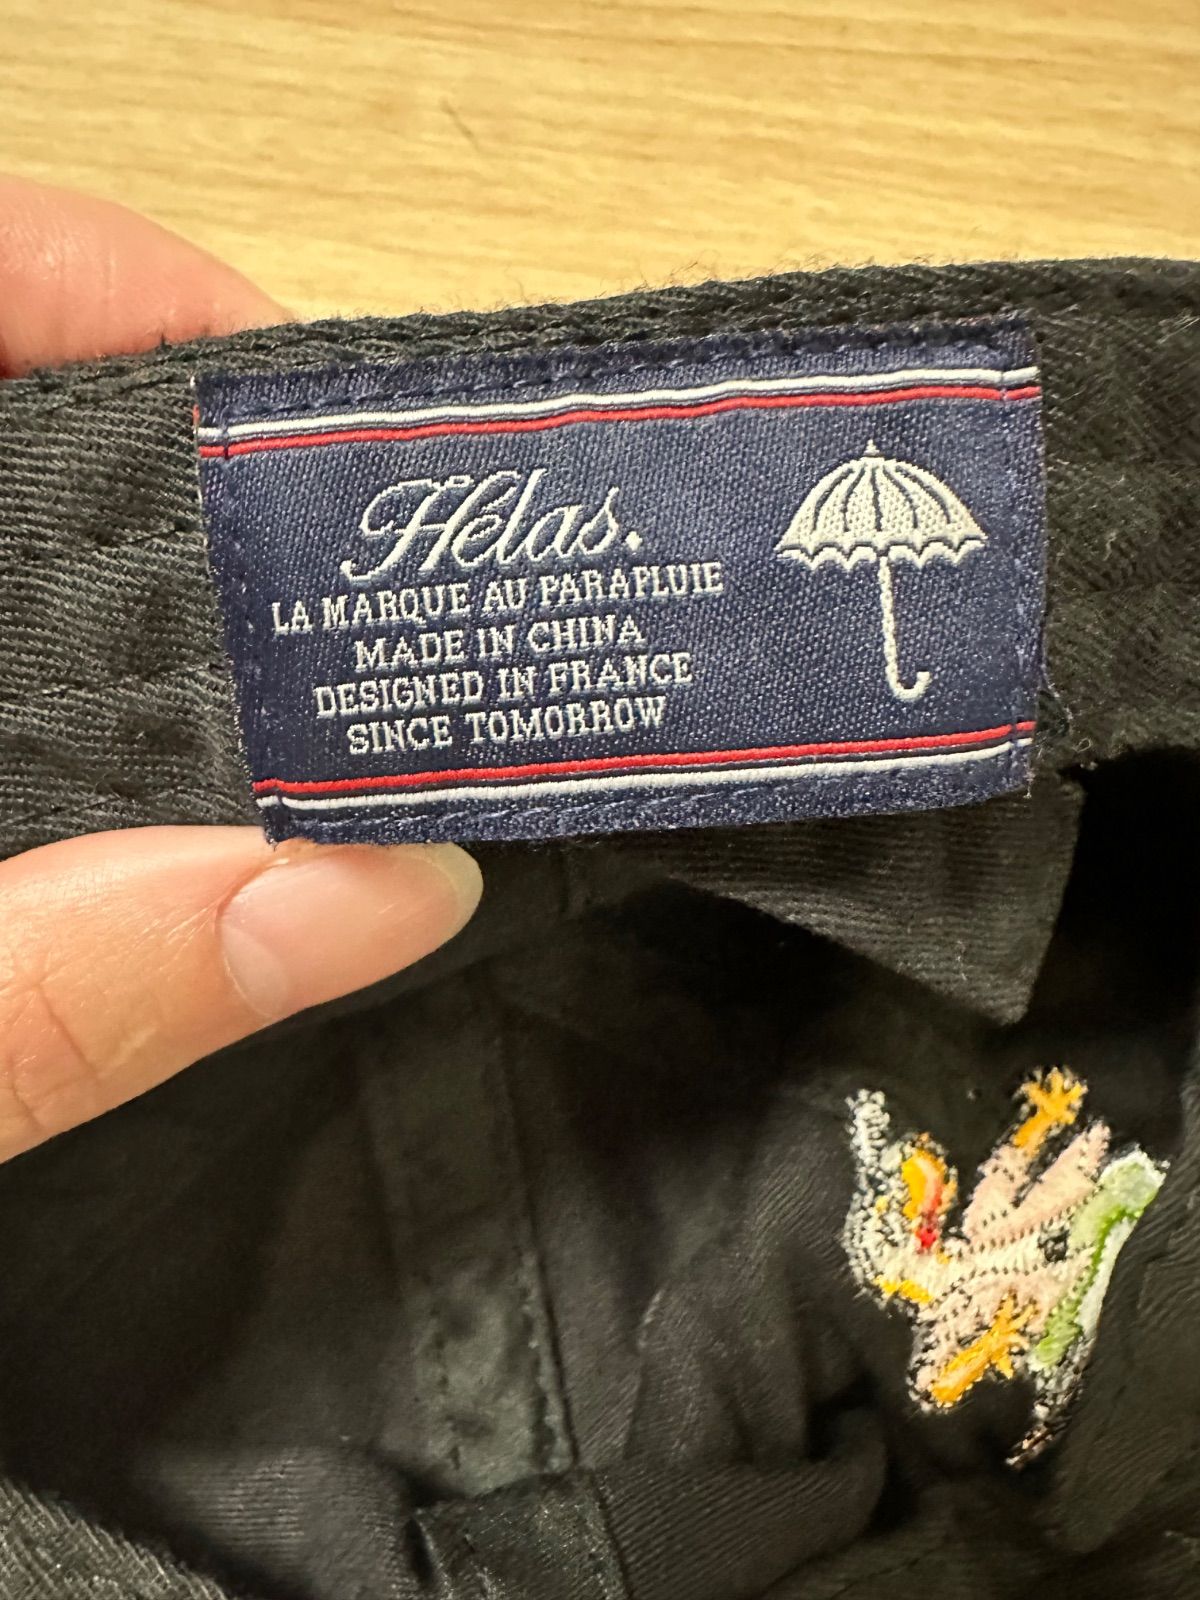 Hélas.
LA MARQUE AU PARAPLUIE
MADE IN CHINA
DESIGNED IN FRANCE
SINCE TOMORROW